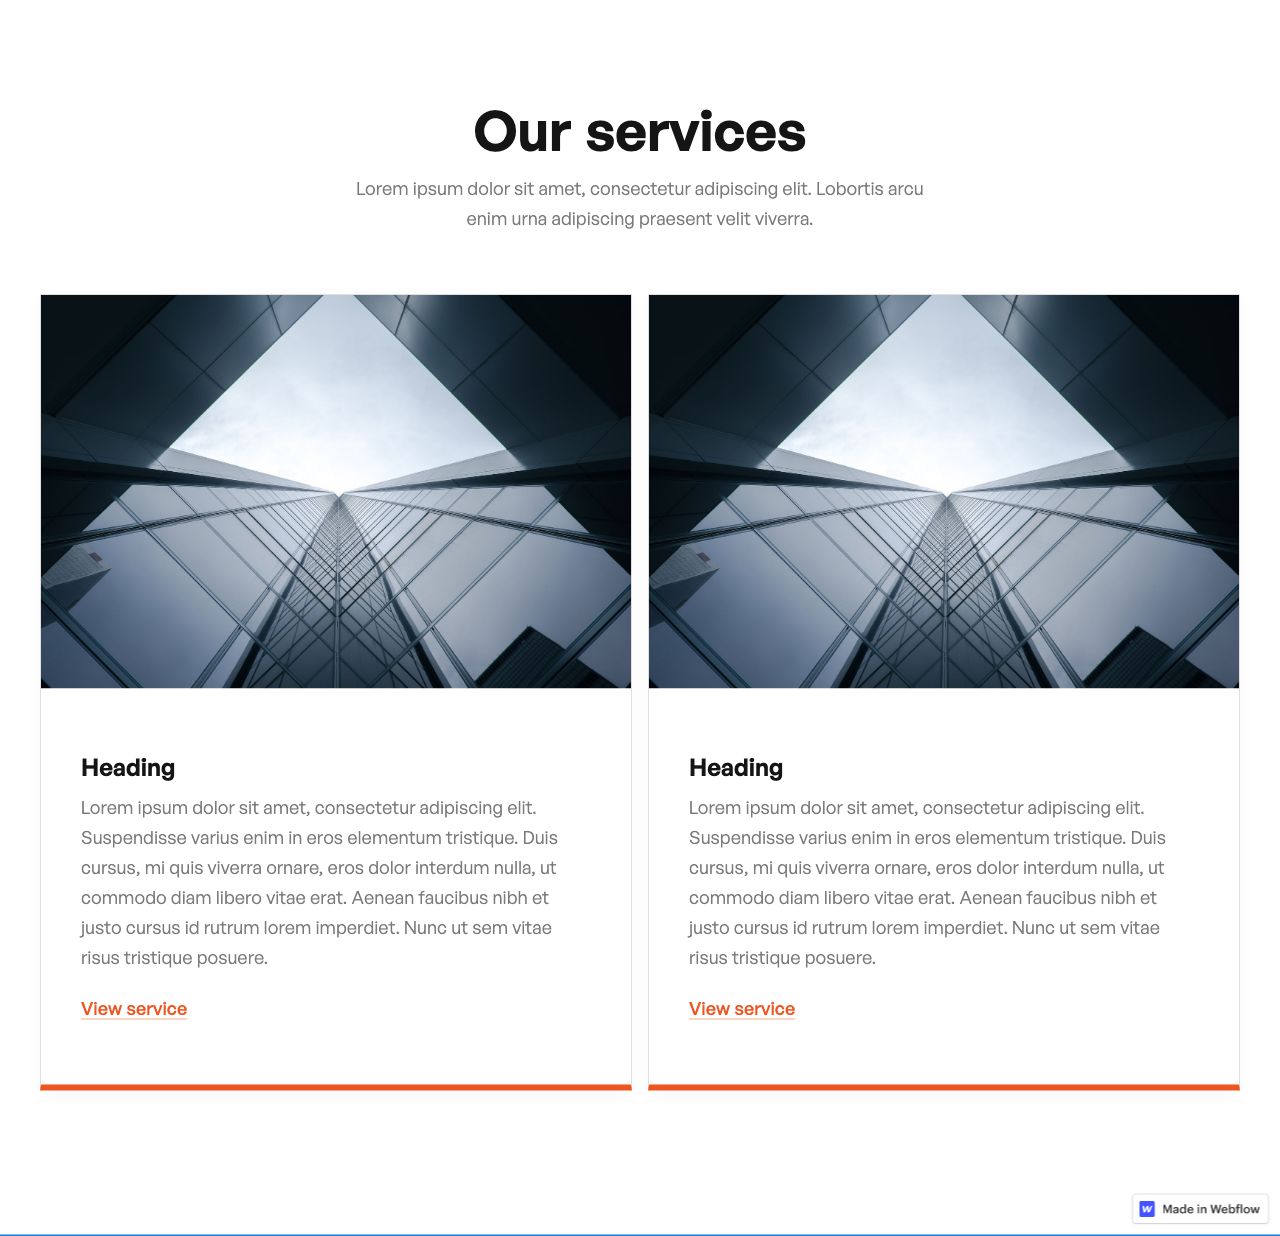 Our services
Lorem ipsum dolor sit amet, consectetur adipiscing elit. Lobortis arcu
enim urna adipiscing praesent velit viverra.
Heading
Lorem ipsum dolor sit amet, consectetur adipiscing elit.
Suspendisse varius enim in eros elementum tristique. Duis
cursus, mi quis viverra ornare, eros dolor interdum nulla, ut
commodo diam libero vitae erat. Aenean faucibus nibh et
justo cursus id rutrum lorem imperdiet. Nunc ut sem vitae
risus tristique posuere.
View service
Heading
Lorem ipsum dolor sit amet, consectetur adipiscing elit.
Suspendisse varius enim in eros elementum tristique. Duis
cursus, mi quis viverra ornare, eros dolor interdum nulla, ut
commodo diam libero vitae erat. Aenean faucibus nibh et
justo cursus id rutrum lorem imperdiet. Nunc ut sem vitae
risus tristique posuere.
View service
Made in Webflow